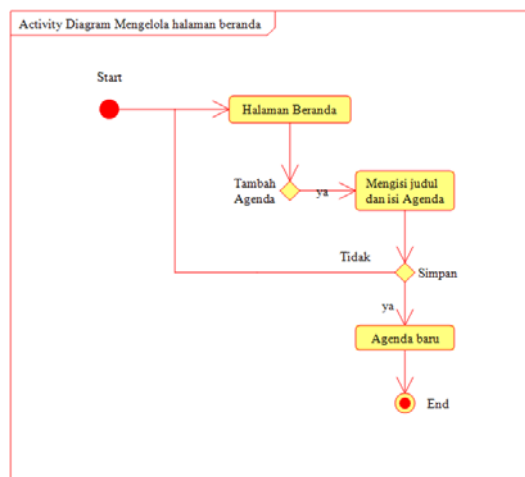 Activity Diagram Mengelola halaman beranda
Start
Halaman Beranda
Tambah
Agenda
ya
Mengisi judul
dan isi Agenda
Tidak
Simpan
ya
Agenda baru
End